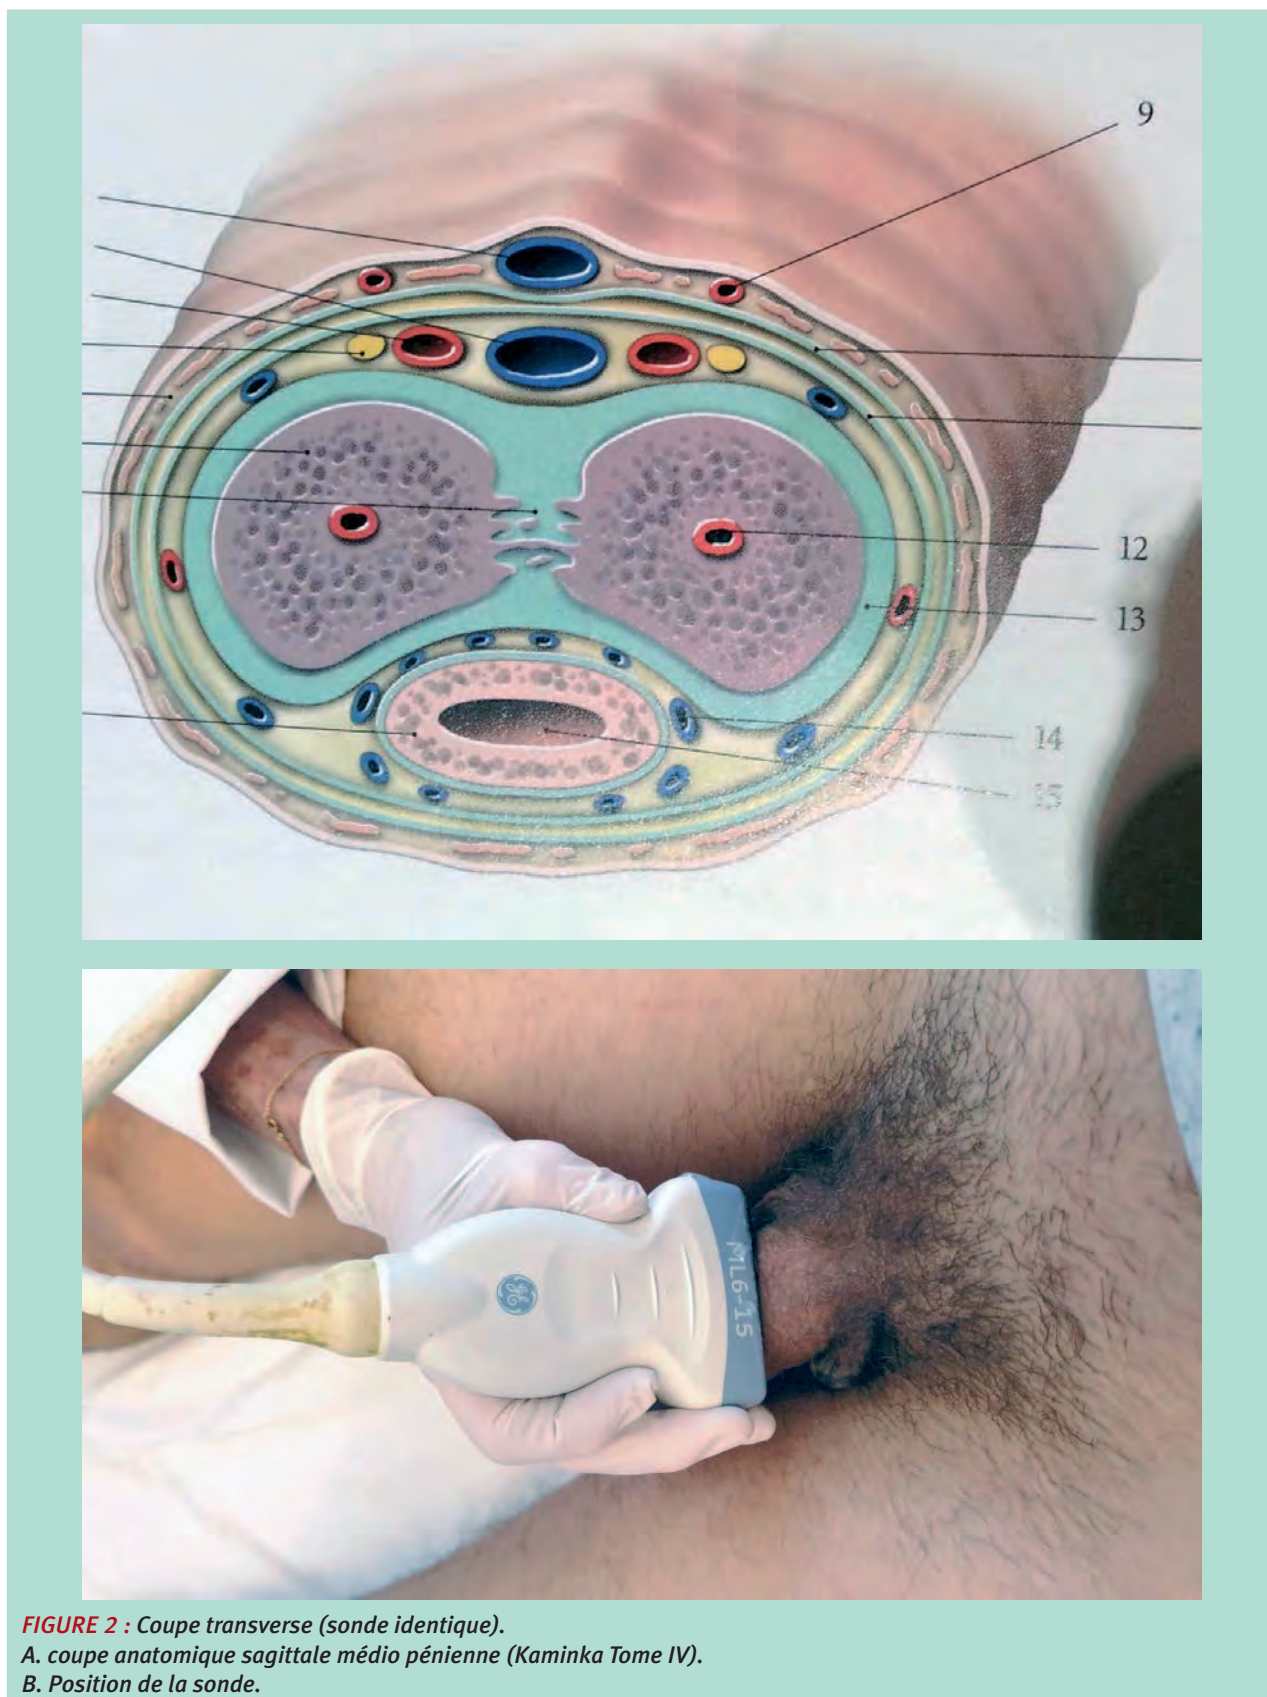 9
12
13
14
ML6-15
FIGURE 2 : Coupe transverse (sonde identique).
A. coupe anatomique sagittale médio pénienne (Kaminka Tome IV).
B. Position de la sonde.